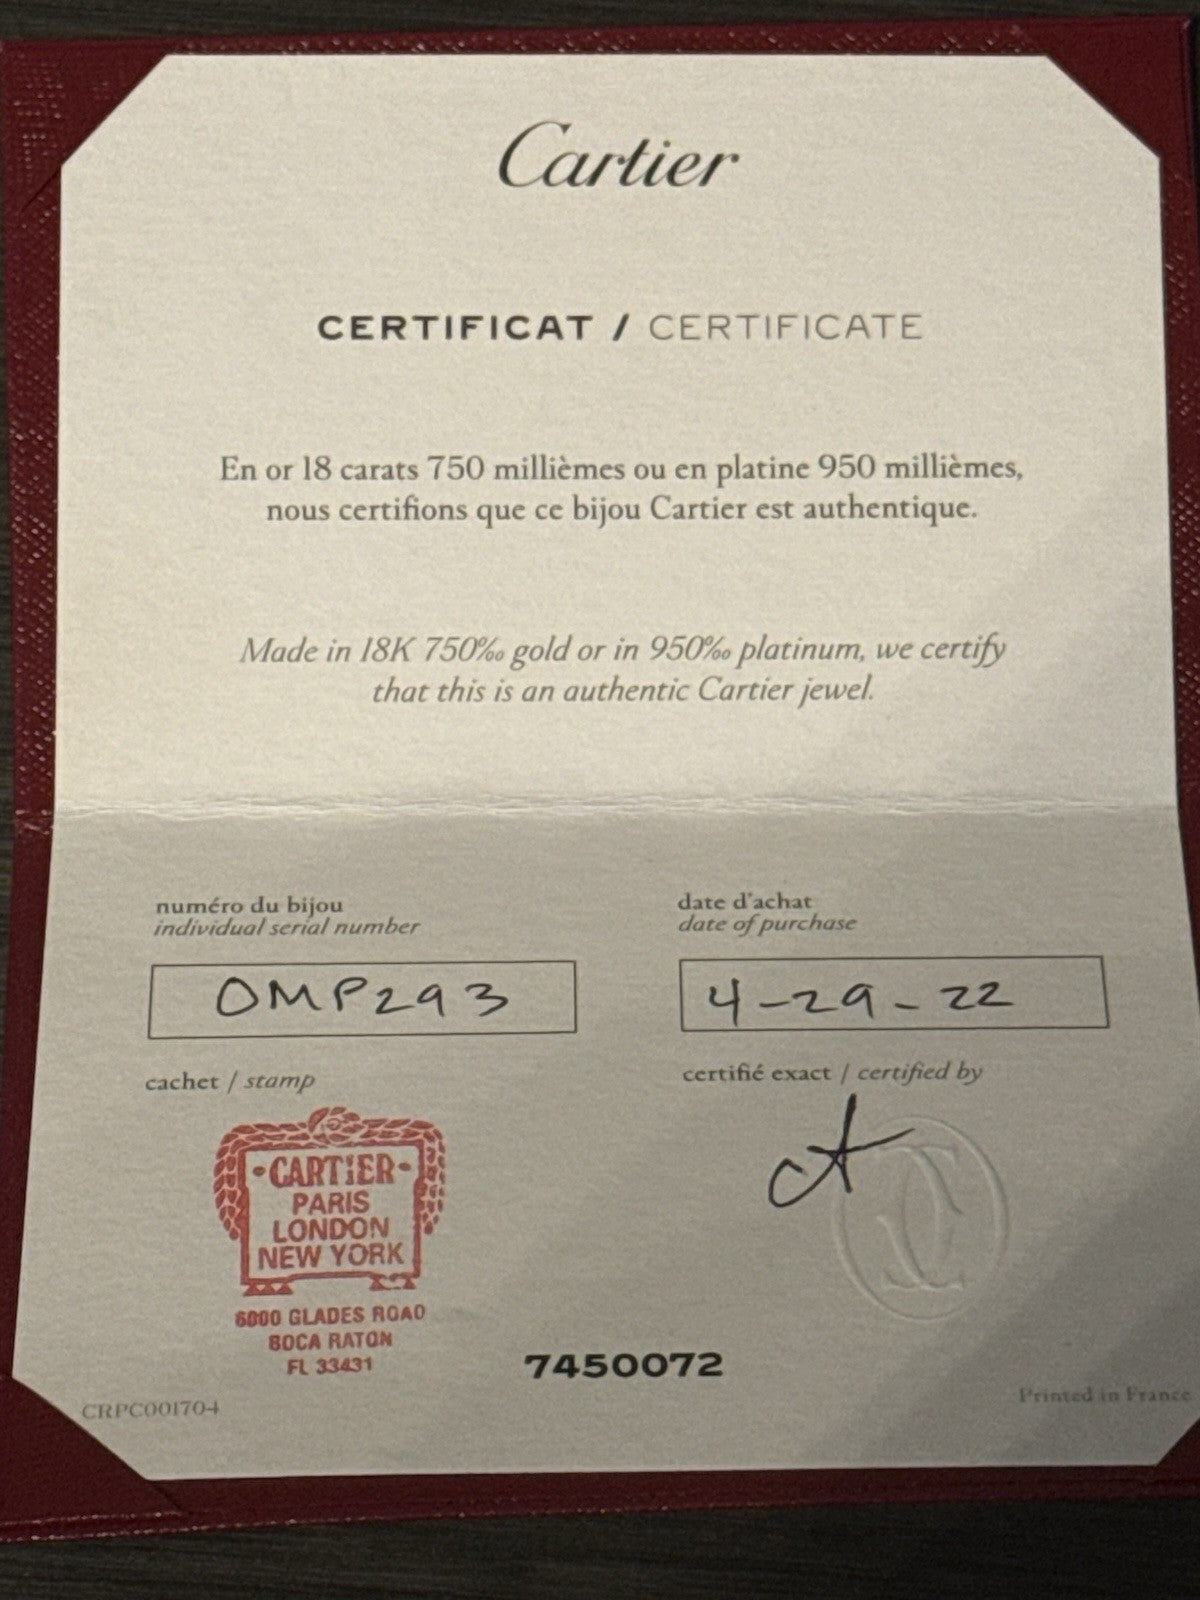 Cartier
CERTIFICAT / CERTIFICATE
En or 18 carats 750 millièmes ou en platine 950 millièmes,
nous certifions que ce bijou Cartier est authentique.
Made in 18K 750‰ gold or in 950‰ platinum, we certify
that this is an authentic Cartier jewel.
numéro du bijou
individual serial number
OMP293
date d'achat
date of purchase
4-29-22
cachet / stamp
CARTIER
PARIS
LONDON
NEW YORK
6000 GLADES ROAD
BOCA RATON
FL 33431
certifié exact / certified by
7450072
CRPC001704
Printed in France